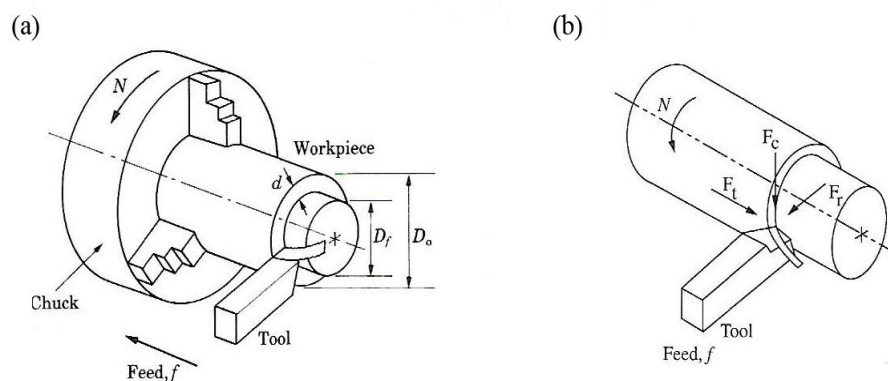 (a)
N
Workpiece
d
D_f
D_o
Chuck
Tool
Feed, f
(b)
N
F_c
F_t
F_r
Tool
Feed, f